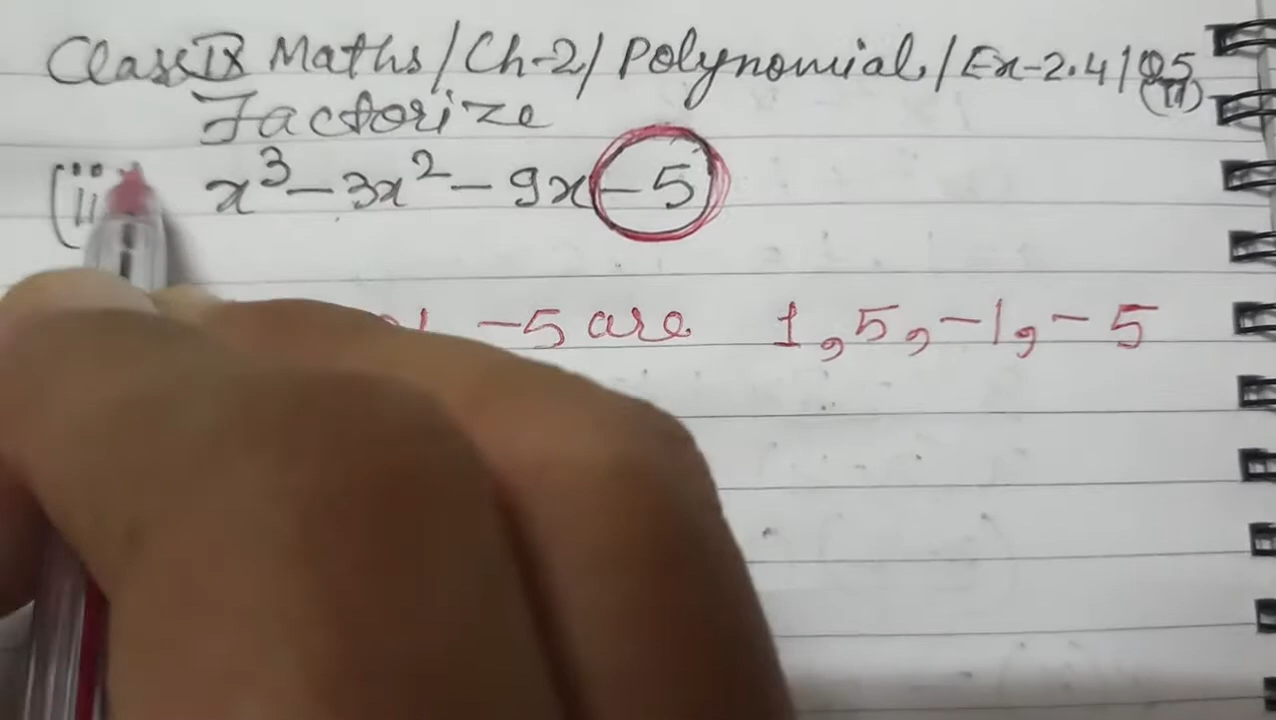 Class IX Maths/Ch-2/Polynomial/Ex-2.4/Q5
(ii)
Factorize
(ii x³-3x²-9x-5
-5 are 1,5,-1,-5